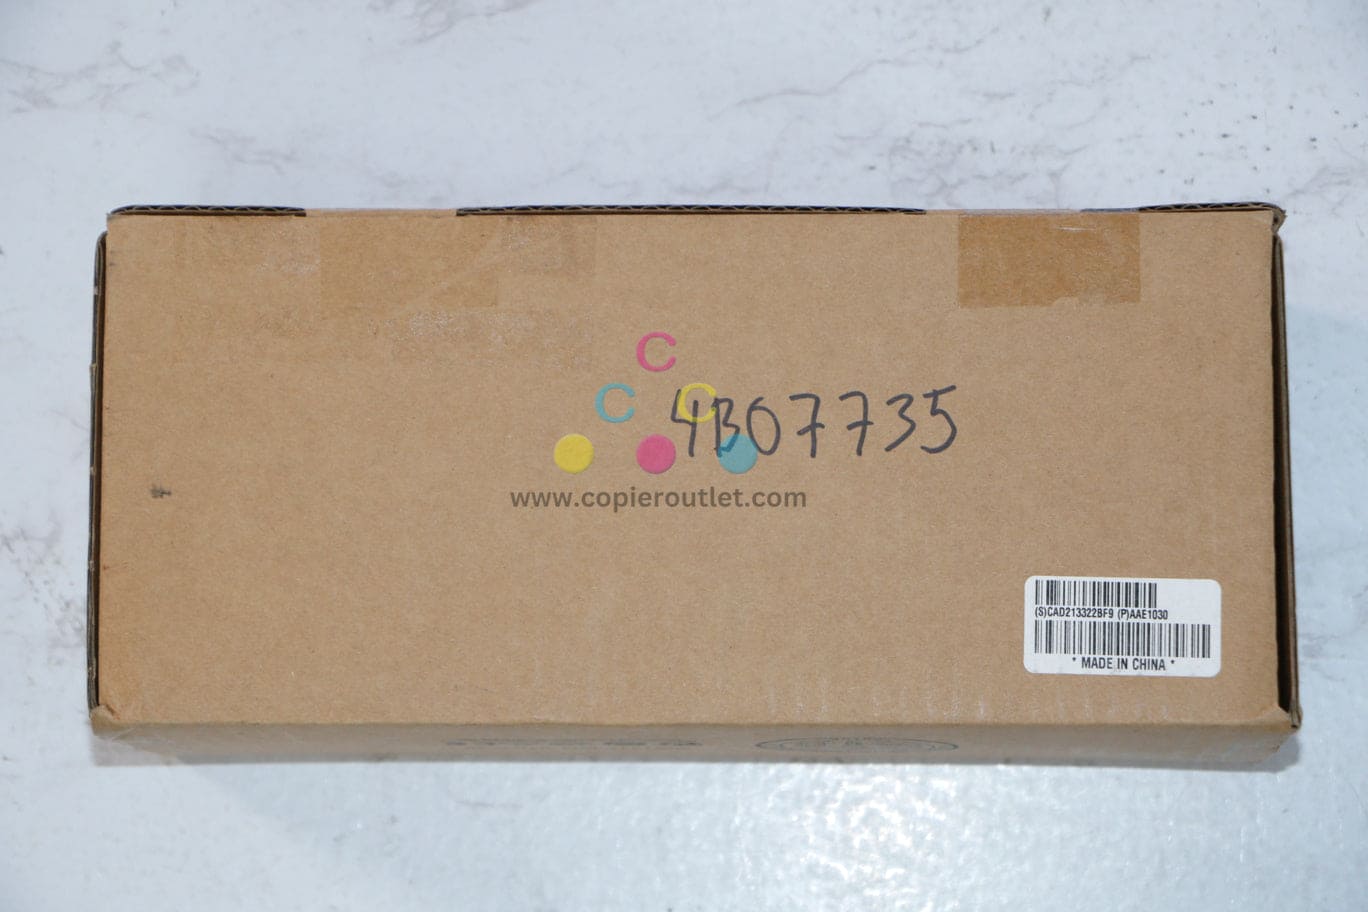 C
C C
4B07735
www.copieroutlet.com
(S)CAD213322BF9 (P)AAE1030
* MADE IN CHINA *